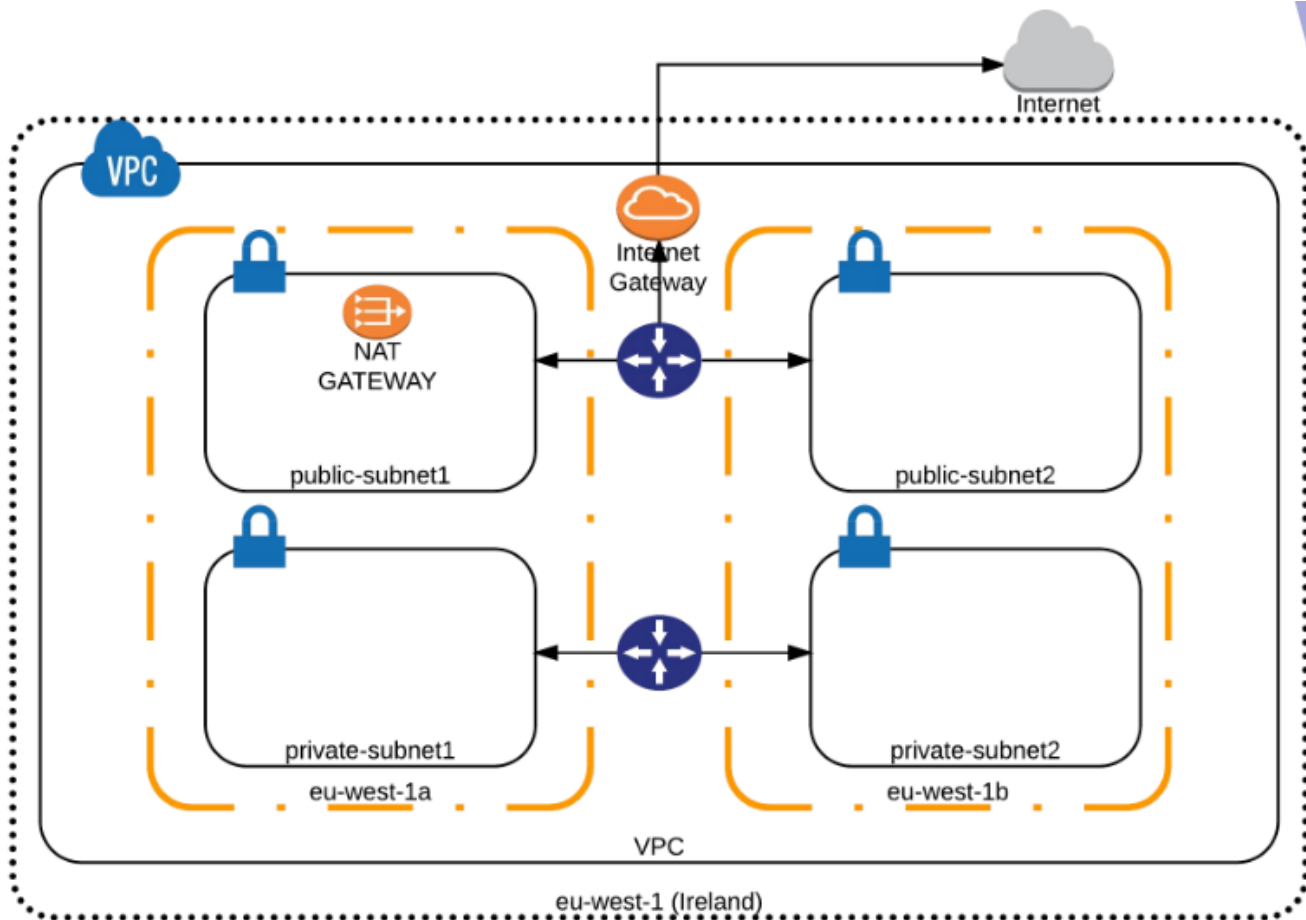 Internet
VPC
Internet
Gateway
NAT
GATEWAY
public-subnet1
public-subnet2
private-subnet1
private-subnet2
eu-west-1a
eu-west-1b
VPC
eu-west-1 (Ireland)